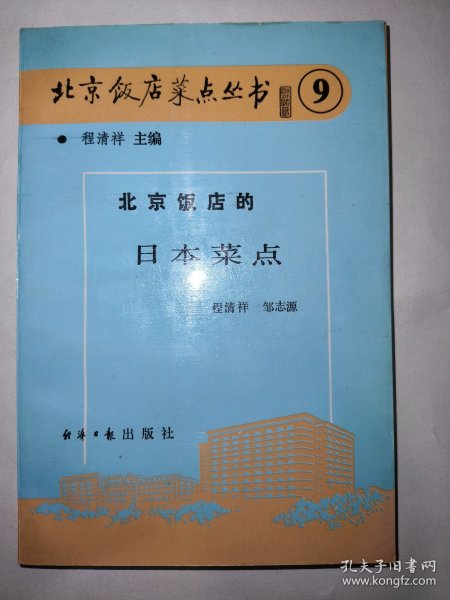 北京饭店菜点丛书 9
• 程清祥 主编
北京饭店的
日本菜点
程清祥 邹志源
经济日报出版社
孔夫子旧书网
www.kongfz.com